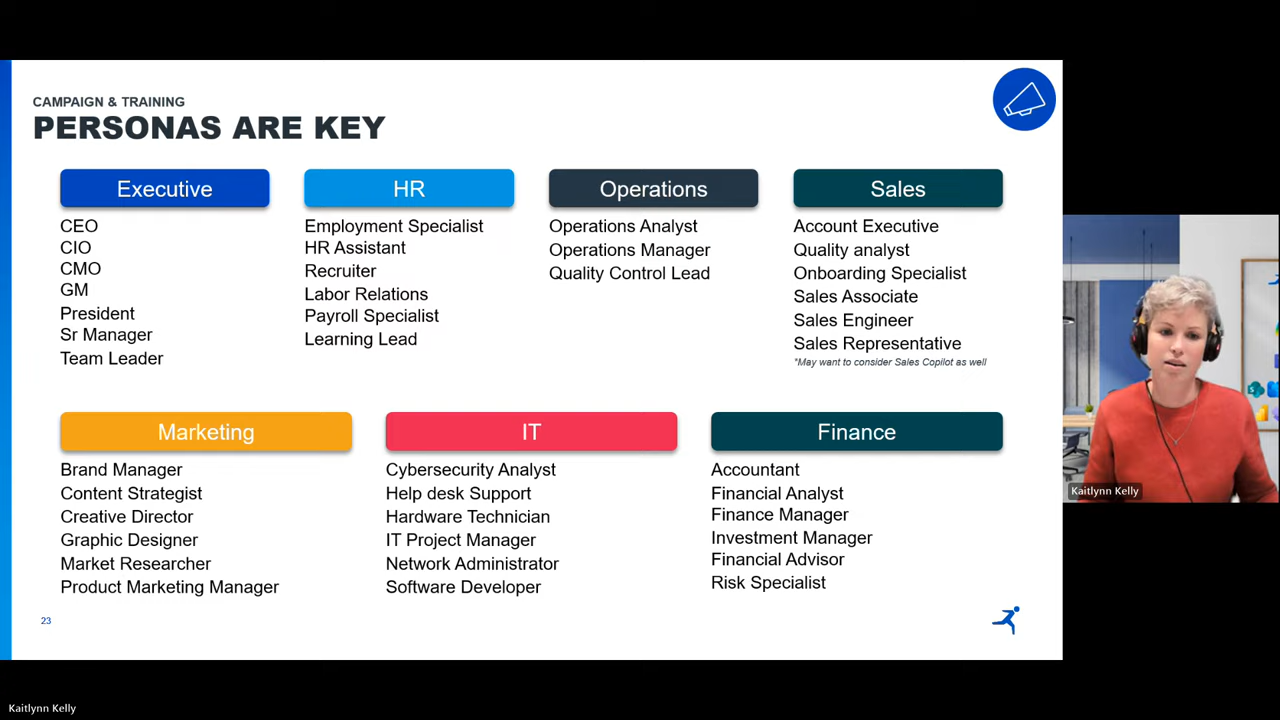 CAMPAIGN & TRAINING
PERSONAS ARE KEY
Executive
CEO
CIO
CMO
GM
President
Sr Manager
Team Leader
HR
Employment Specialist
HR Assistant
Recruiter
Labor Relations
Payroll Specialist
Learning Lead
Operations
Operations Analyst
Operations Manager
Quality Control Lead
Sales
Account Executive
Quality analyst
Onboarding Specialist
Sales Associate
Sales Engineer
Sales Representative
*May want to consider Sales Copilot as well
Marketing
Brand Manager
Content Strategist
Creative Director
Graphic Designer
Market Researcher
Product Marketing Manager
IT
Cybersecurity Analyst
Help desk Support
Hardware Technician
IT Project Manager
Network Administrator
Software Developer
Finance
Accountant
Financial Analyst
Finance Manager
Investment Manager
Financial Advisor
Risk Specialist
23
Kaitlynn Kelly
Kaitlynn Kelly